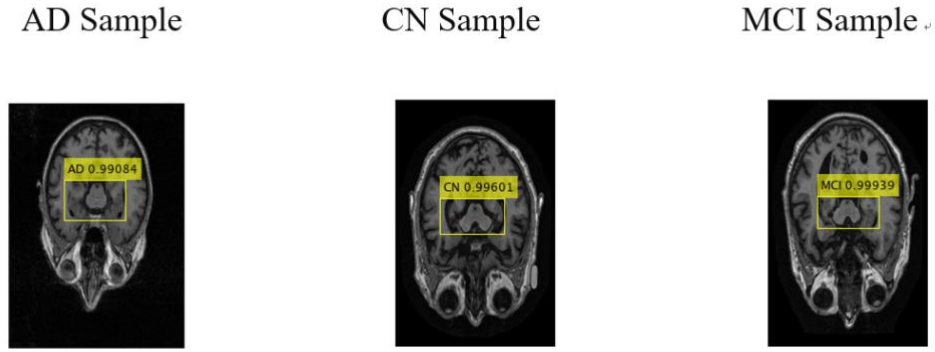 AD Sample
CN Sample
MCI Sample
AD 0.99084
CN 0.99601
MCI 0.99939